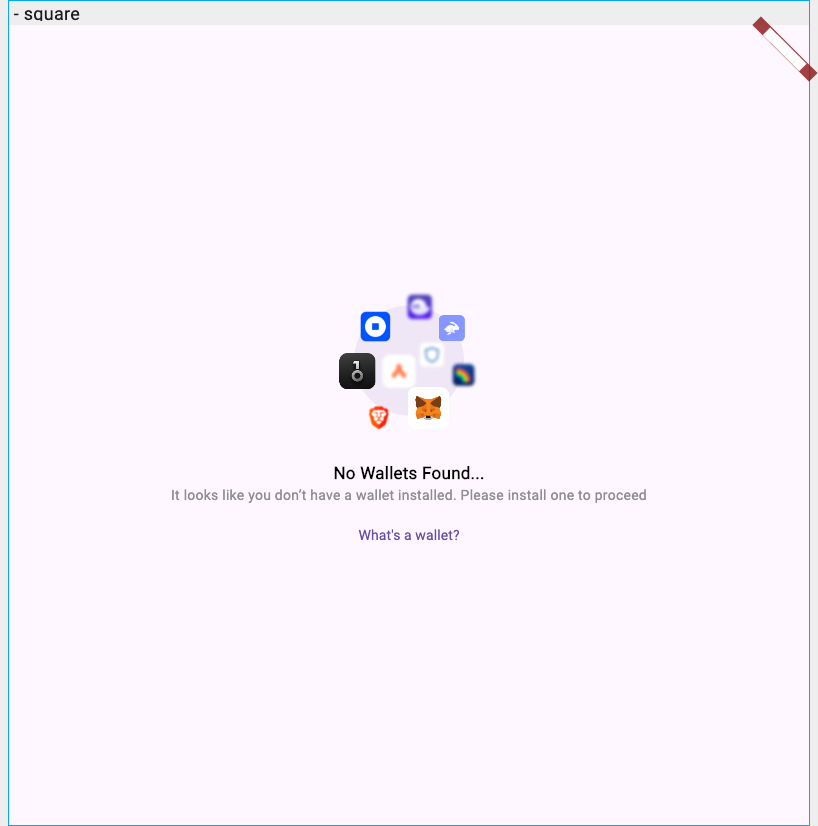 - square
No Wallets Found...
It looks like you don’t have a wallet installed. Please install one to proceed
What's a wallet?